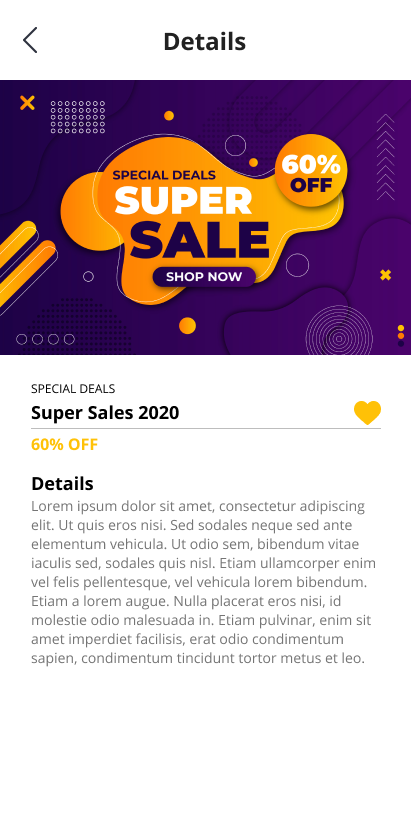 Details
SPECIAL DEALS
SUPER
SALE
SHOP NOW
60%
OFF
SPECIAL DEALS
Super Sales 2020
60% OFF
Details
Lorem ipsum dolor sit amet, consectetur adipiscing
elit. Ut quis eros nisi. Sed sodales neque sed ante
elementum vehicula. Ut odio sem, bibendum vitae
iaculis sed, sodales quis nisl. Etiam ullamcorper enim
vel felis pellentesque, vel vehicula lorem bibendum.
Etiam a lorem augue. Nulla placerat eros nisi, id
molestie odio malesuada in. Etiam pulvinar, enim sit
amet imperdiet facilisis, erat odio condimentum
sapien, condimentum tincidunt tortor metus et leo.